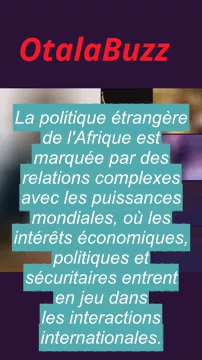 OtalaBuzz
La politique étrangère
de l'Afrique est
marquée par des
relations complexes
avec les puissances
mondiales, où les
intérêts économiques,
politiques et
sécuritaires entrent
en jeu dans
les interactions
internationales.